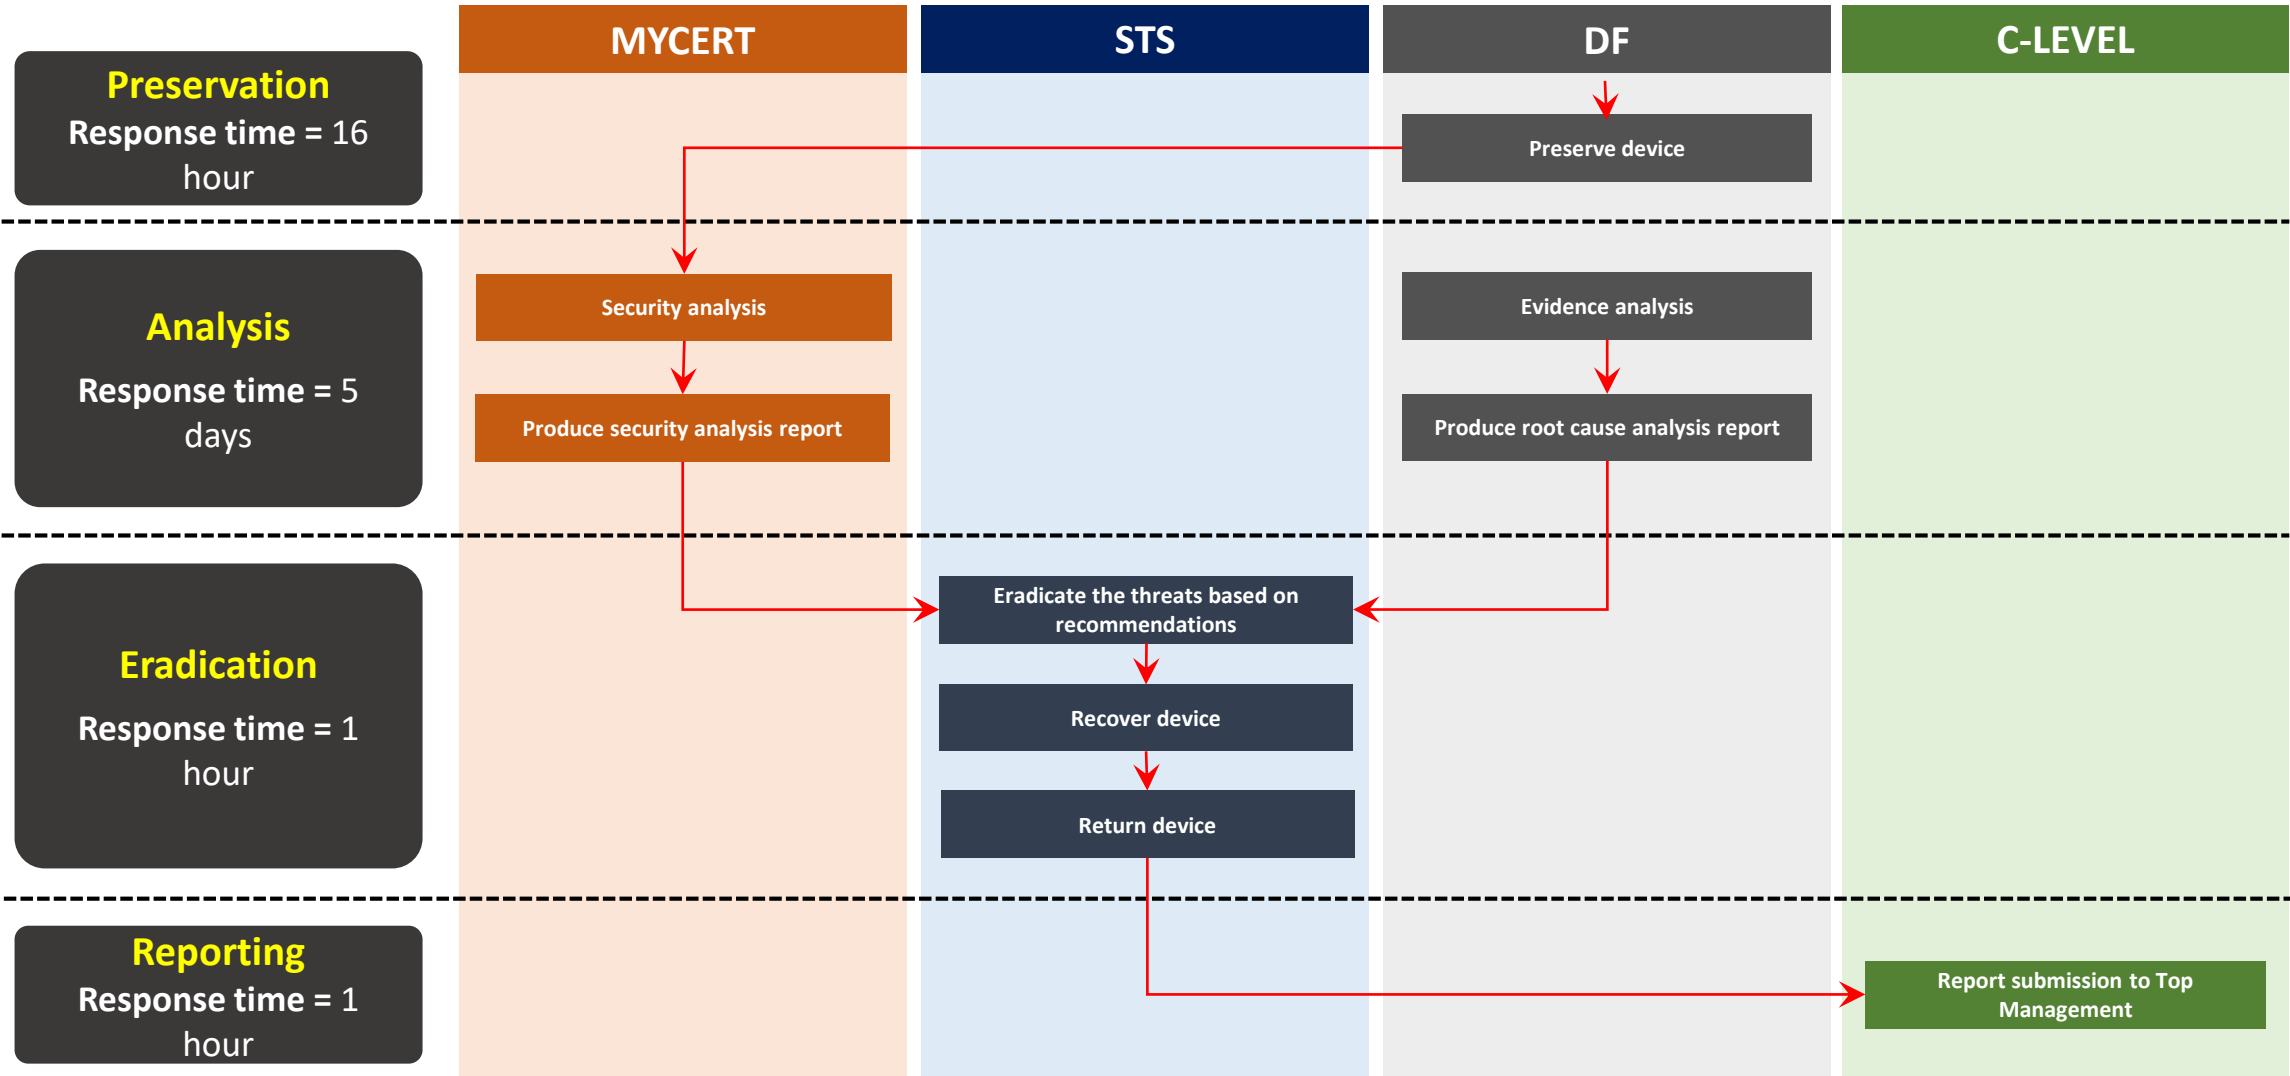 MYCERT
STS
DF
C-LEVEL
Preservation
Response time = 16
hour
Preserve device
Analysis
Response time = 5
days
Security analysis
Evidence analysis
Produce security analysis report
Produce root cause analysis report
Eradication
Response time = 1
hour
Eradicate the threats based on
recommendations
Recover device
Return device
Reporting
Response time = 1
hour
Report submission to Top
Management